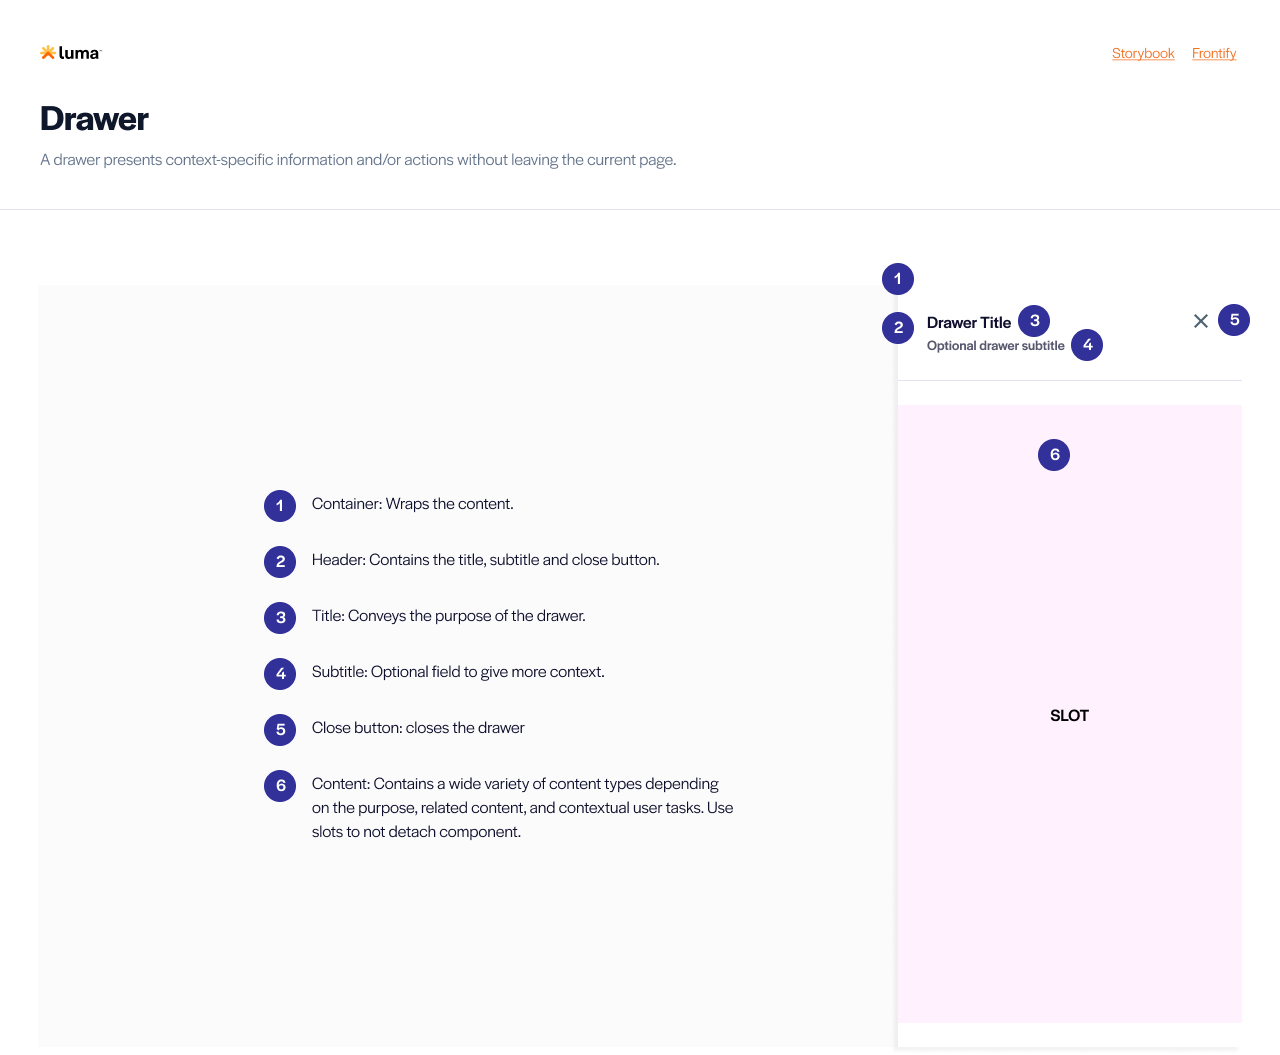 luma™
Storybook Frontify
Drawer
A drawer presents context-specific information and/or actions without leaving the current page.
1
2 Drawer Title 3 5
Optional drawer subtitle 4
6
1 Container: Wraps the content.
2 Header: Contains the title, subtitle and close button.
3 Title: Conveys the purpose of the drawer.
4 Subtitle: Optional field to give more context.
5 Close button: closes the drawer
6 Content: Contains a wide variety of content types depending
on the purpose, related content, and contextual user tasks. Use
slots to not detach component.
SLOT